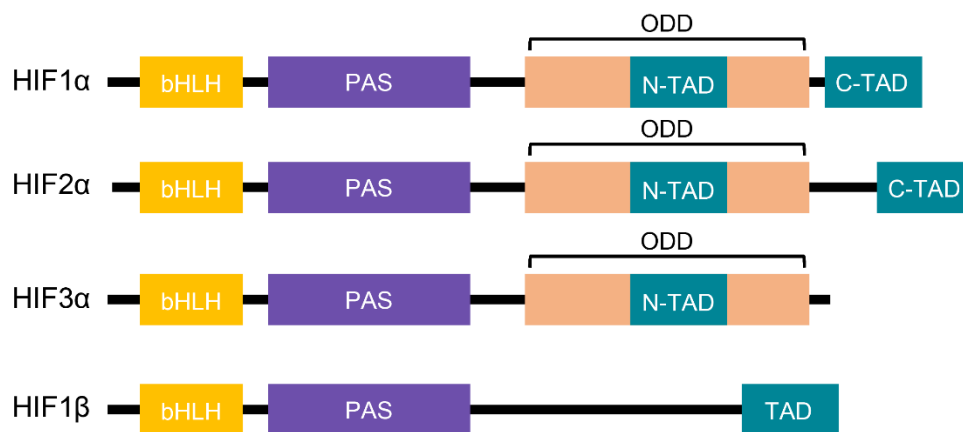 ODD
HIF1α bHLH PAS N-TAD C-TAD
ODD
HIF2α bHLH PAS N-TAD C-TAD
ODD
HIF3α bHLH PAS N-TAD
HIF1β bHLH PAS TAD